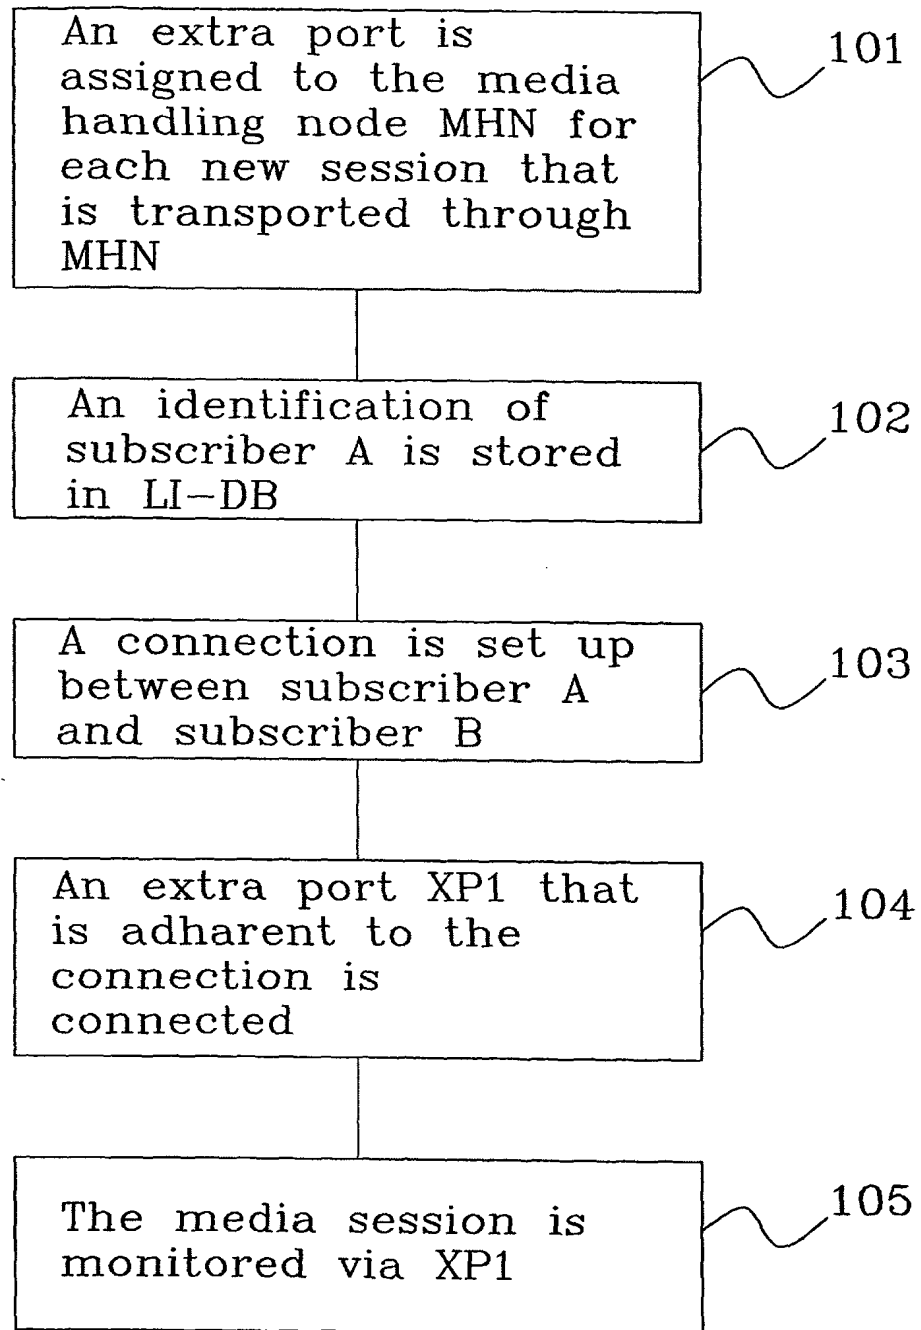 An extra port is
assigned to the media
handling node MHN for
each new session that
is transported through
MHN
101
An identification of
subscriber A is stored
in LI-DB
102
A connection is set up
between subscriber A
and subscriber B
103
An extra port XP1 that
is adharent to the
connection is
connected
104
The media session is
monitored via XP1
105